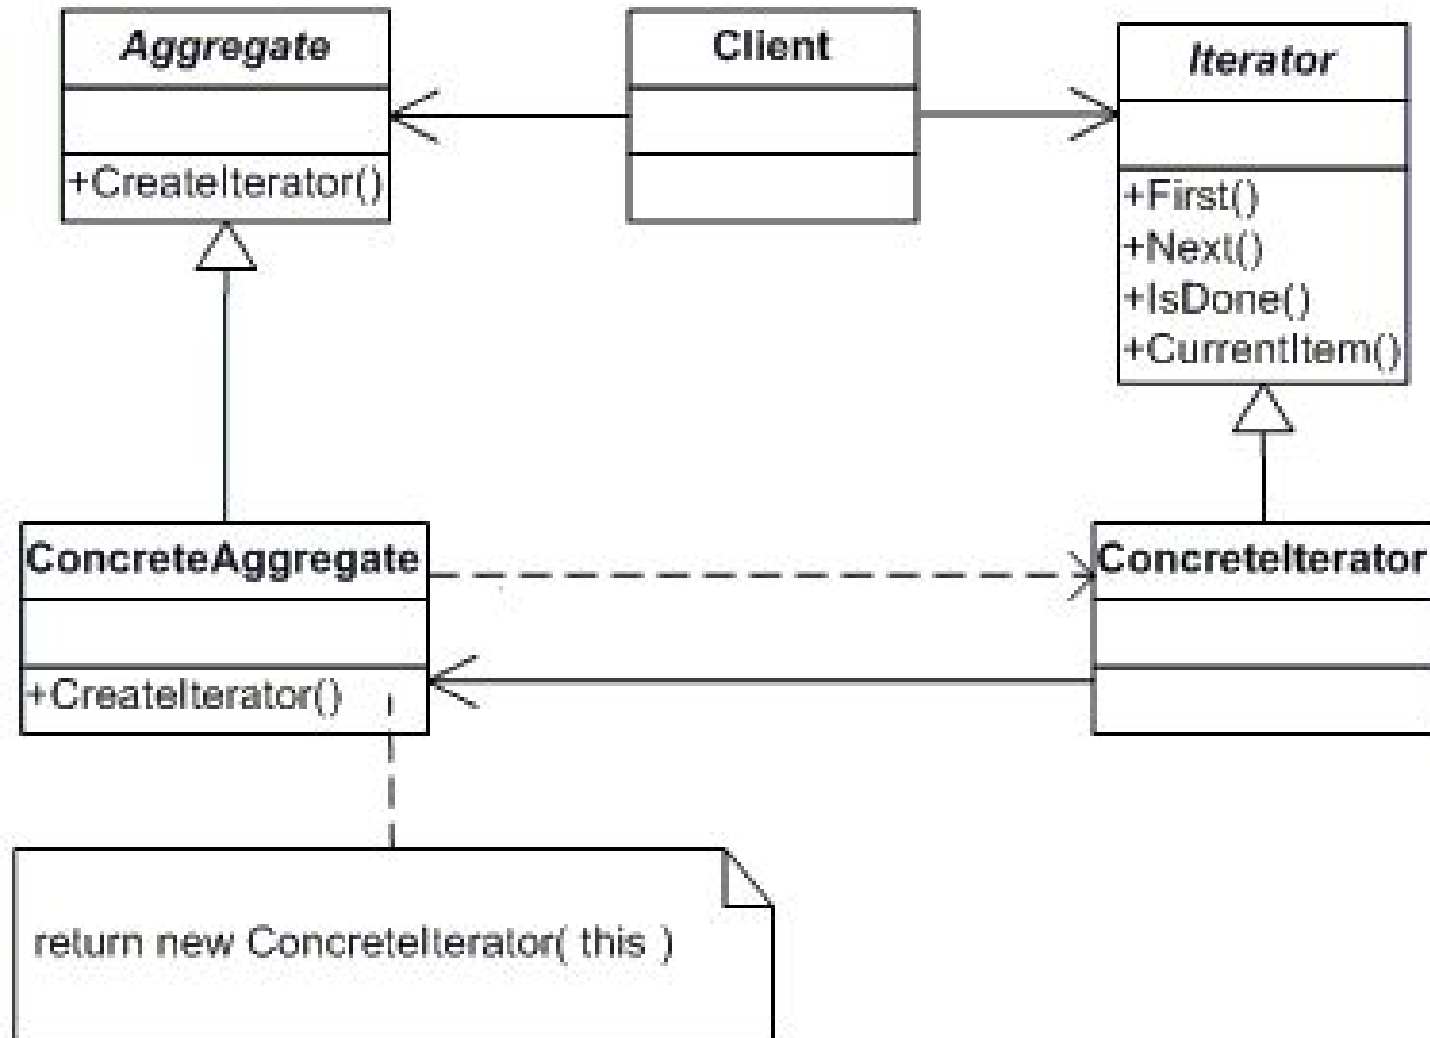 Aggregate
+CreateIterator()
Client
Iterator
+First()
+Next()
+IsDone()
+CurrentItem()
ConcreteAggregate
+CreateIterator()
ConcreteIterator
return new ConcreteIterator( this )